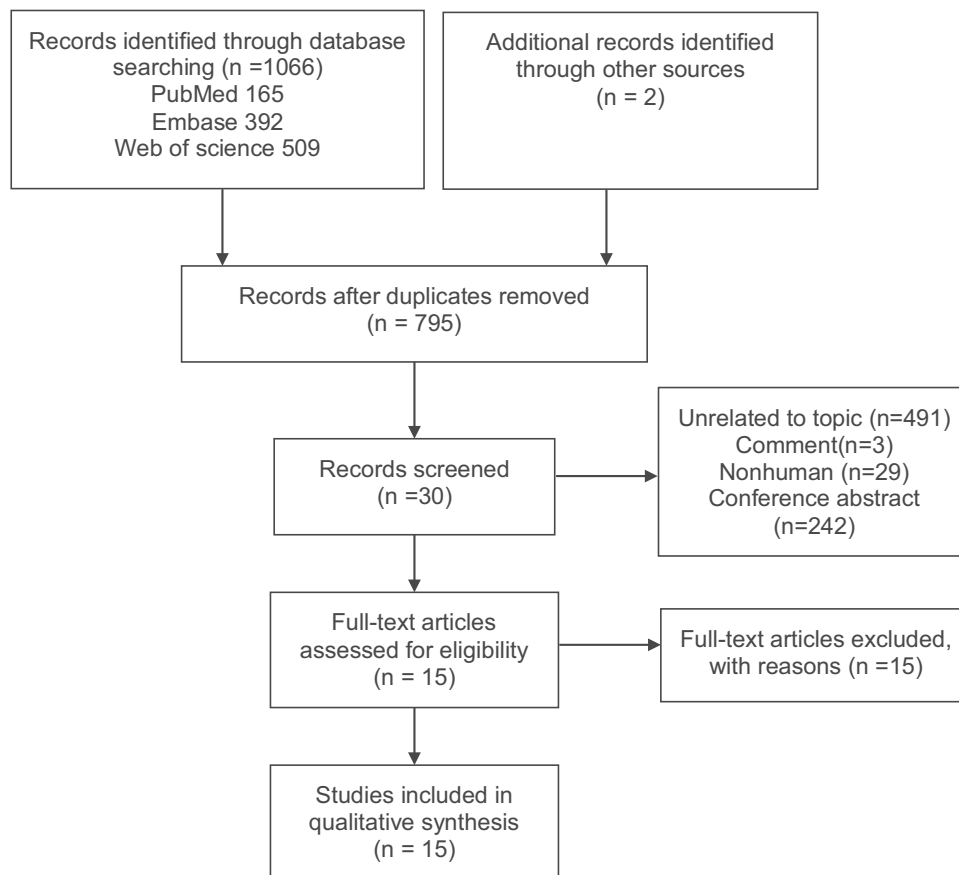 Records identified through database
searching (n =1066)
PubMed 165
Embase 392
Web of science 509
Additional records identified
through other sources
(n = 2)
Records after duplicates removed
(n = 795)
Records screened
(n =30)
Unrelated to topic (n=491)
Comment(n=3)
Nonhuman (n=29)
Conference abstract
(n=242)
Full-text articles
assessed for eligibility
(n = 15)
Full-text articles excluded,
with reasons (n =15)
Studies included in
qualitative synthesis
(n = 15)